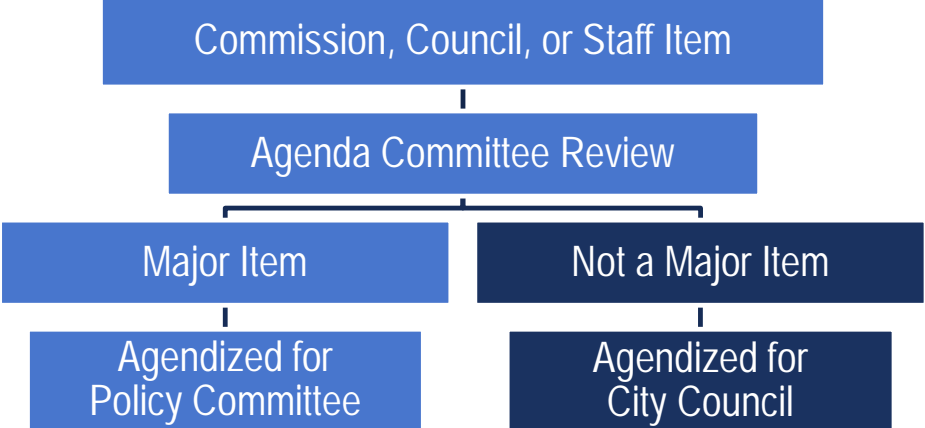 Commission, Council, or Staff Item
Agenda Committee Review
Major Item
Not a Major Item
Agendized for
Policy Committee
Agendized for
City Council